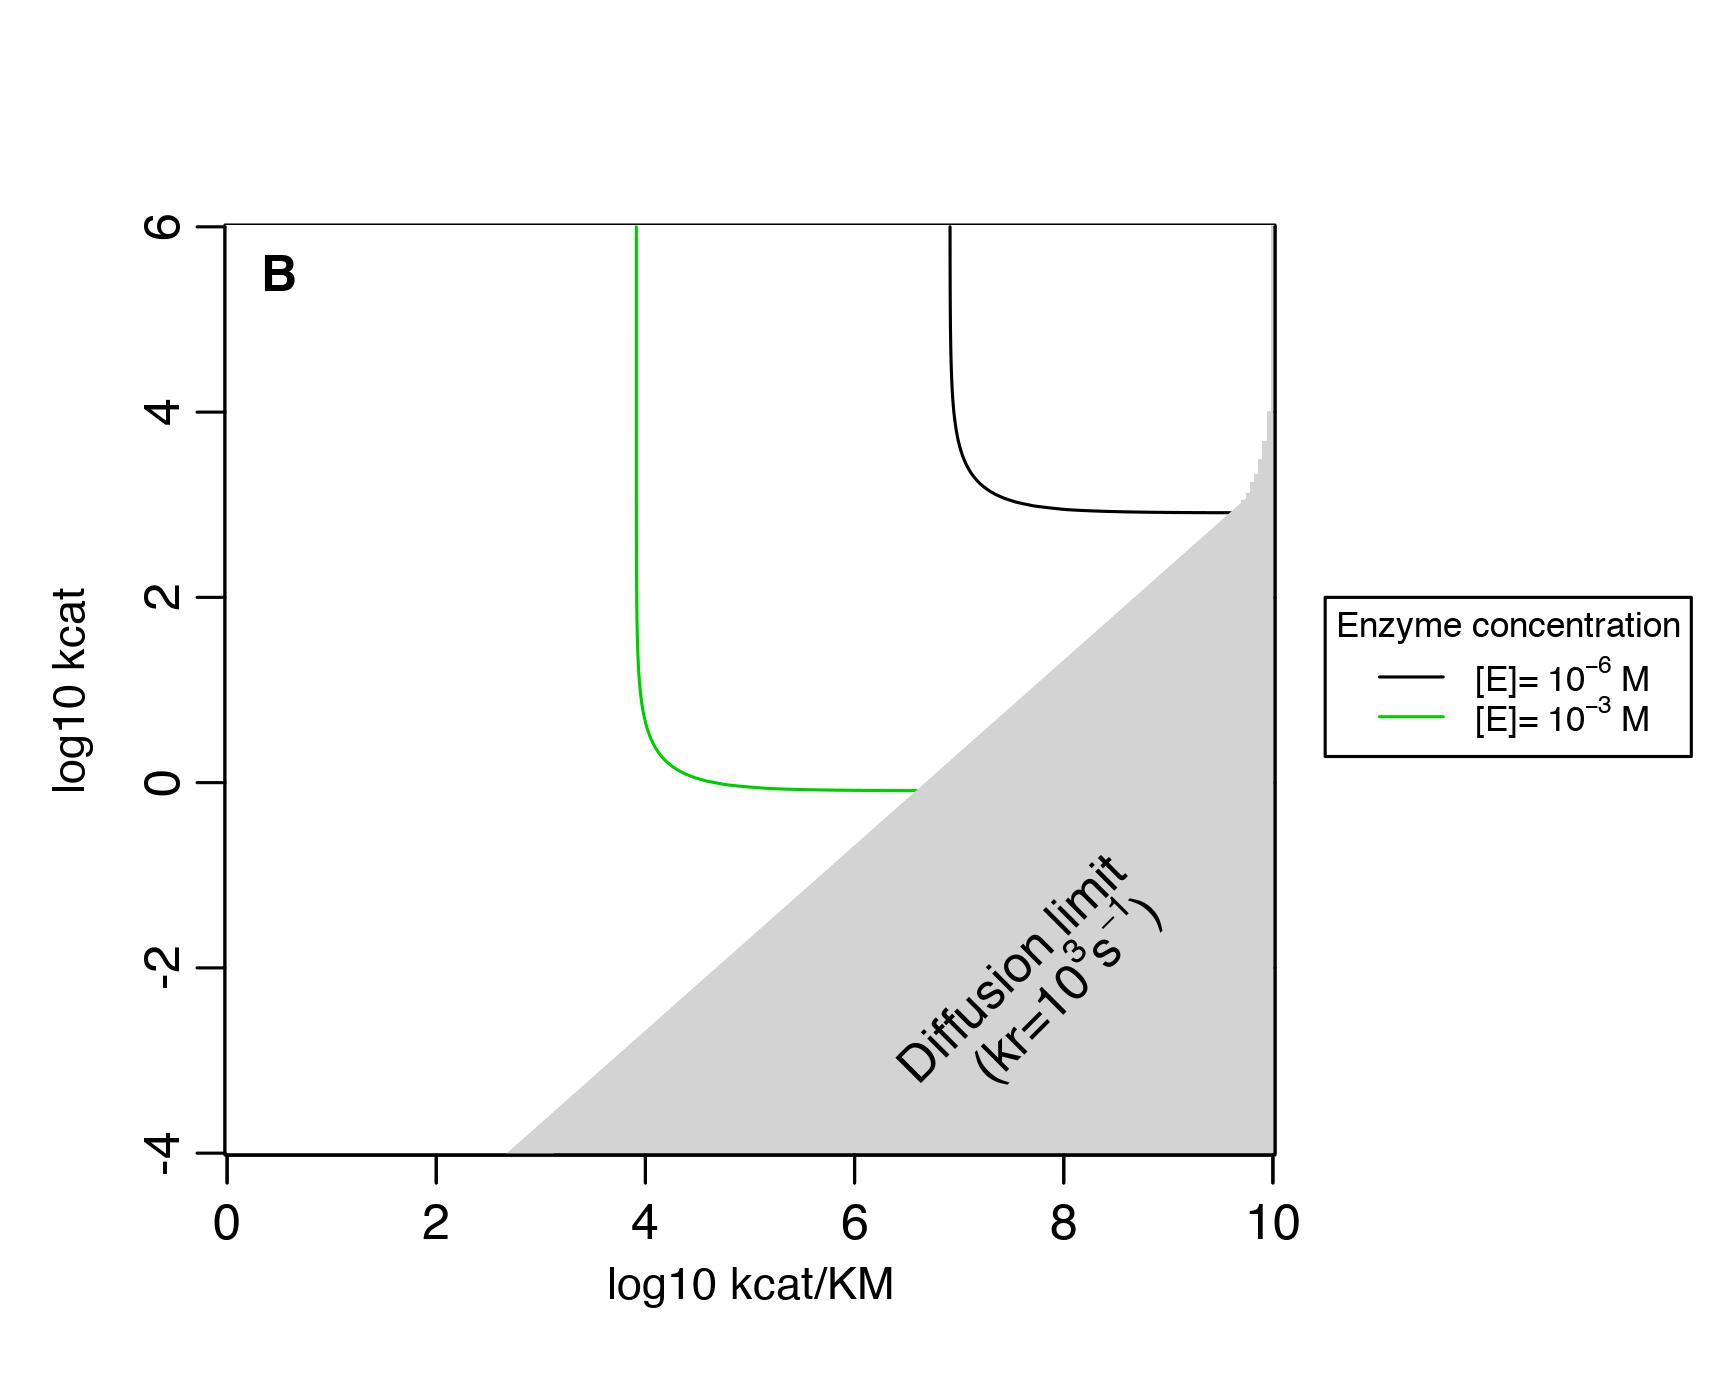 B
6
4
2
0
-2
-4
log10 kcat
0 2 4 6 8 10
log10 kcat/KM
Diffusion limit
(kr=10³s⁻¹)
Enzyme concentration
[E]= 10⁻⁶ M
[E]= 10⁻³ M